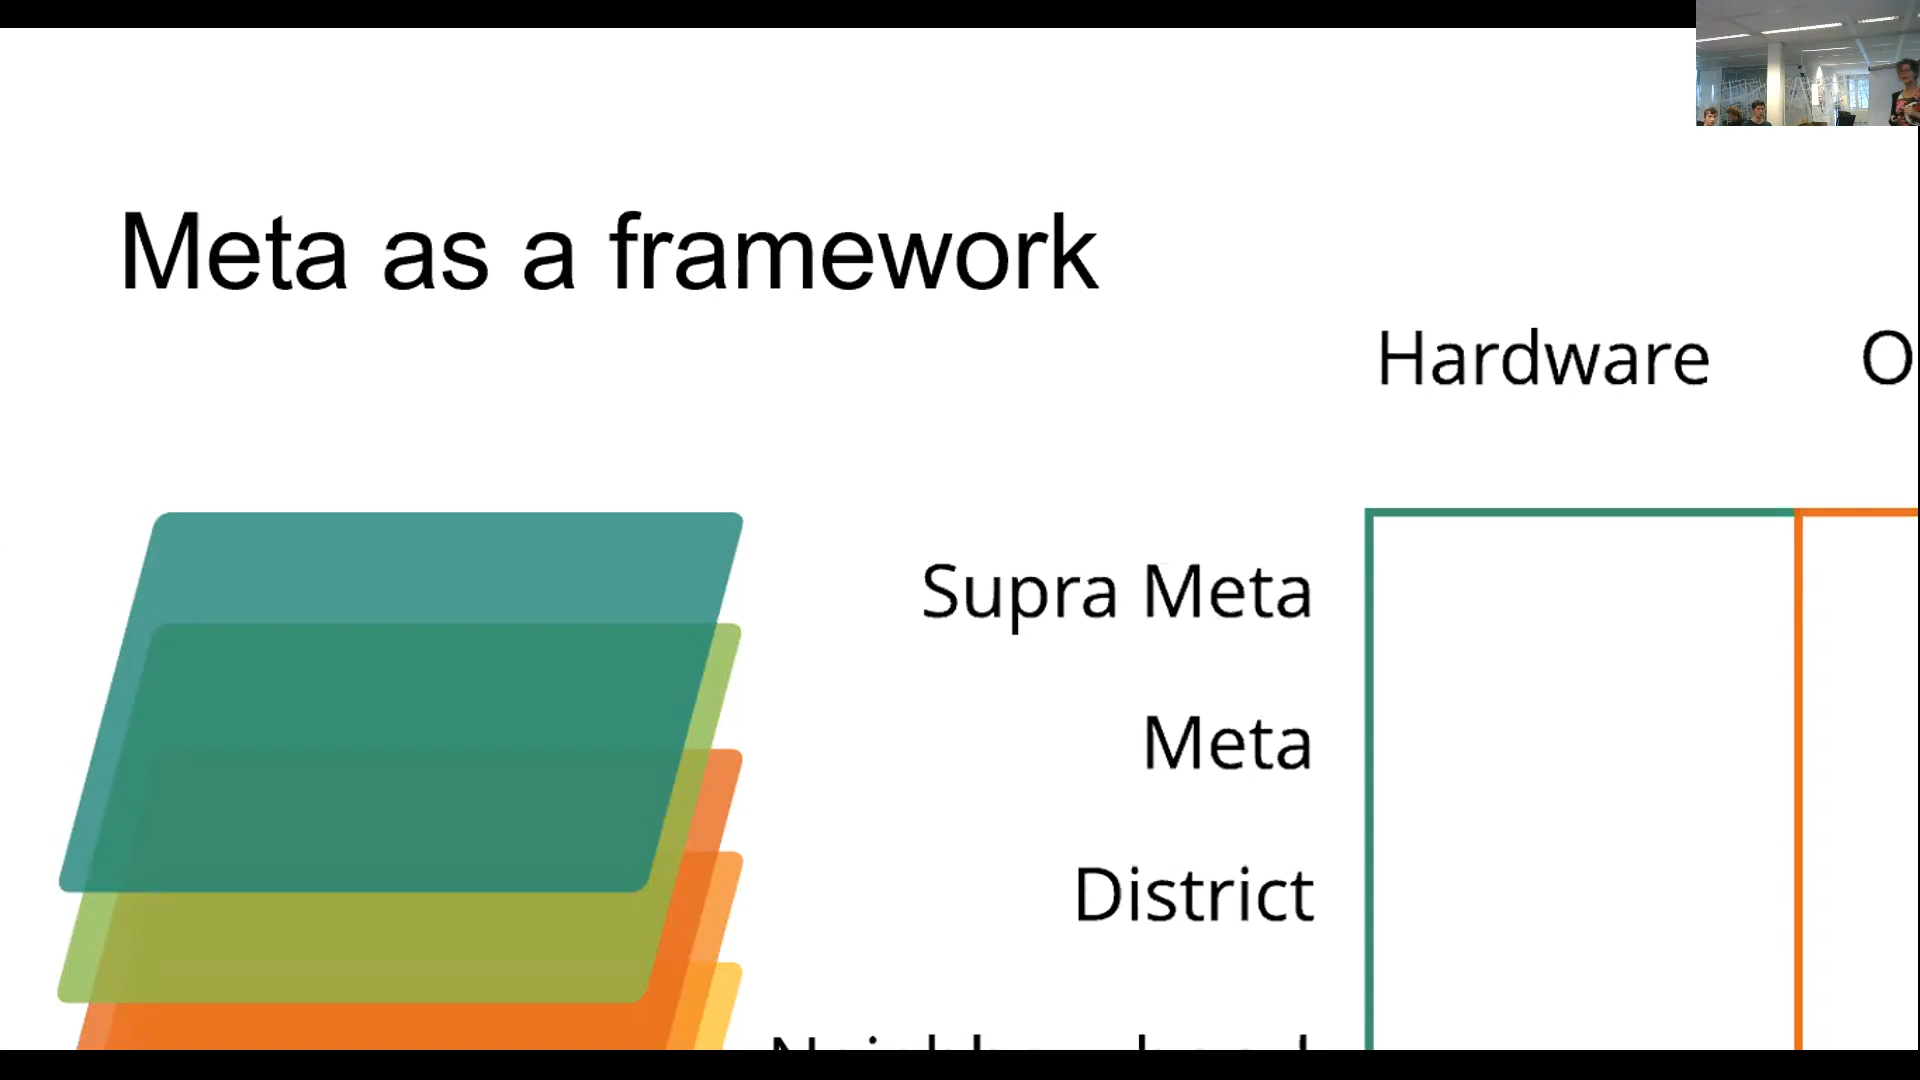 Meta as a framework
Hardware
Supra Meta
Meta
District